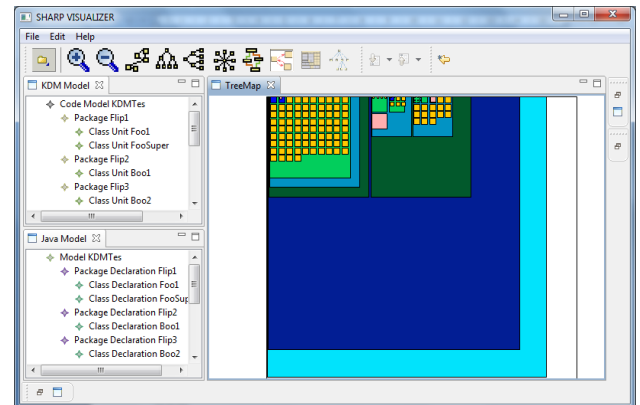 SHARP VISUALIZER
File Edit Help
KDM Model
Code Model KDMTes
Package Flip1
Class Unit Foo1
Class Unit FooSuper
Package Flip2
Class Unit Boo1
Package Flip3
Class Unit Boo2
Java Model
Model KDMTes
Package Declaration Flip1
Class Declaration Foo1
Class Declaration FooSup
Package Declaration Flip2
Class Declaration Boo1
Package Declaration Flip3
Class Declaration Boo2
TreeMap